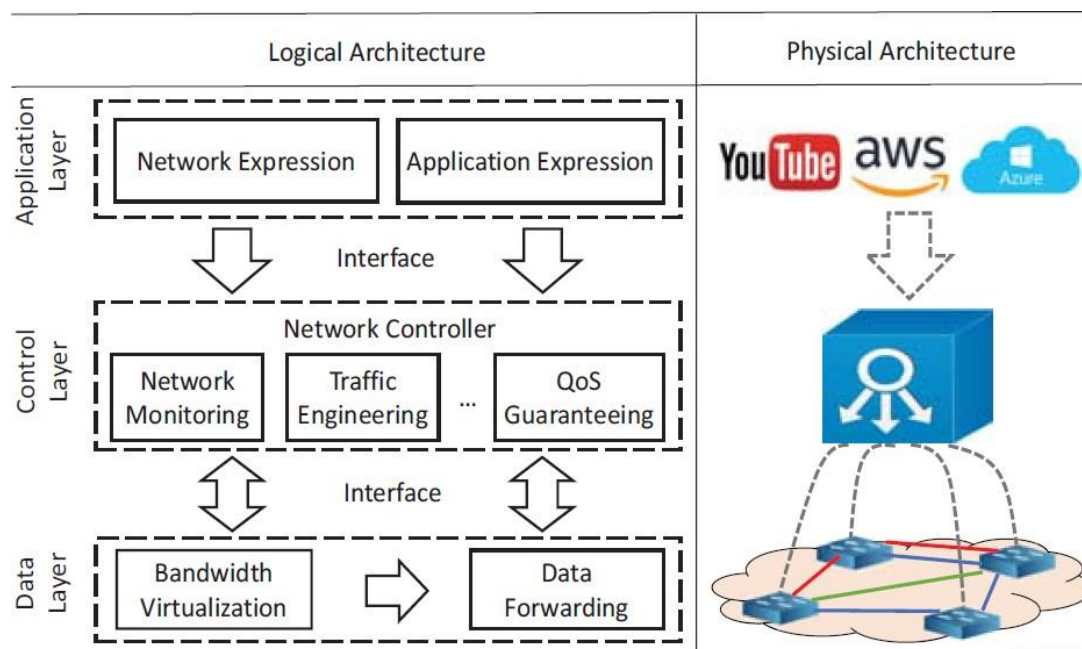 Logical Architecture
Physical Architecture
Application
Layer
Network Expression
Application Expression
YouTube
aws
Azure
Interface
Control
Layer
Network Controller
Network
Monitoring
Traffic
Engineering
...
QoS
Guaranteeing
Interface
Data
Layer
Bandwidth
Virtualization
Data
Forwarding